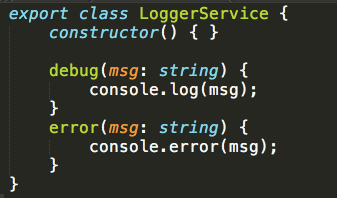 export class LoggerService {
    constructor() { }

    debug(msg: string) {
        console.log(msg);
    }
    error(msg: string) {
        console.error(msg);
    }
}